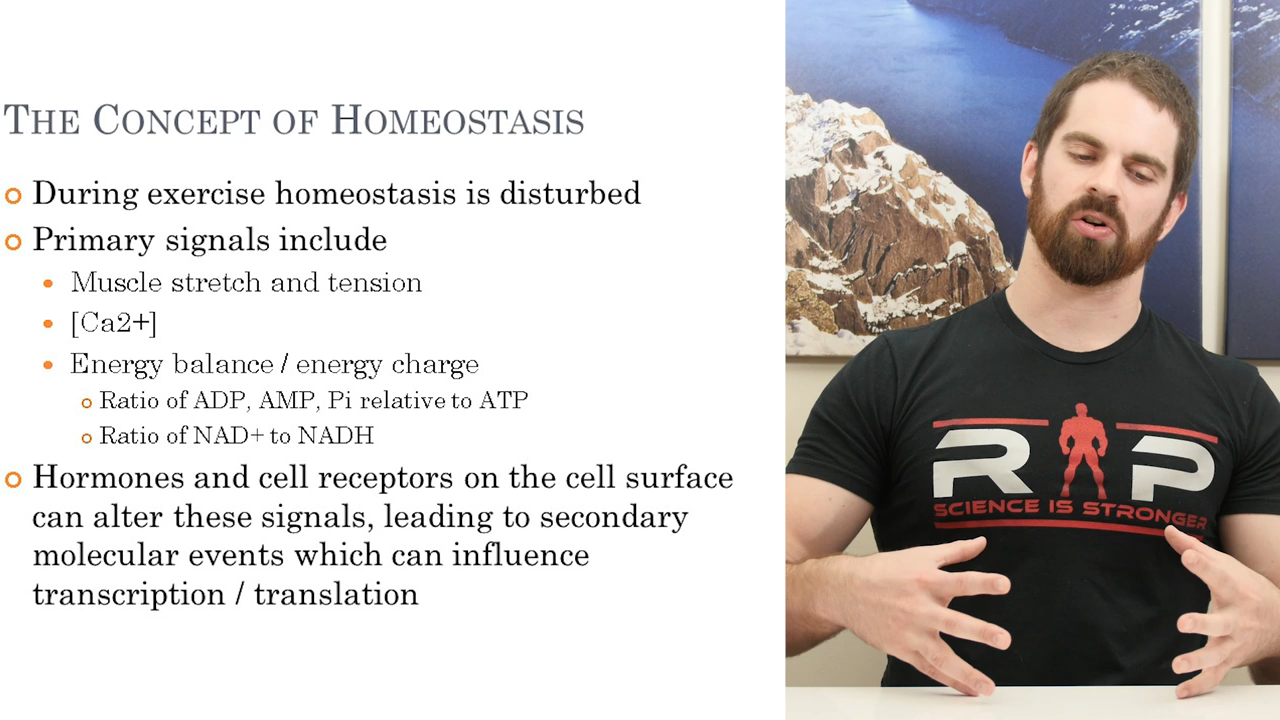 THE CONCEPT OF HOMEOSTASIS
During exercise homeostasis is disturbed
Primary signals include
Muscle stretch and tension
[Ca2+]
Energy balance / energy charge
Ratio of ADP, AMP, Pi relative to ATP
Ratio of NAD+ to NADH
Hormones and cell receptors on the cell surface
can alter these signals, leading to secondary
molecular events which can influence
transcription / translation
R P
SCIENCE IS STRONGER